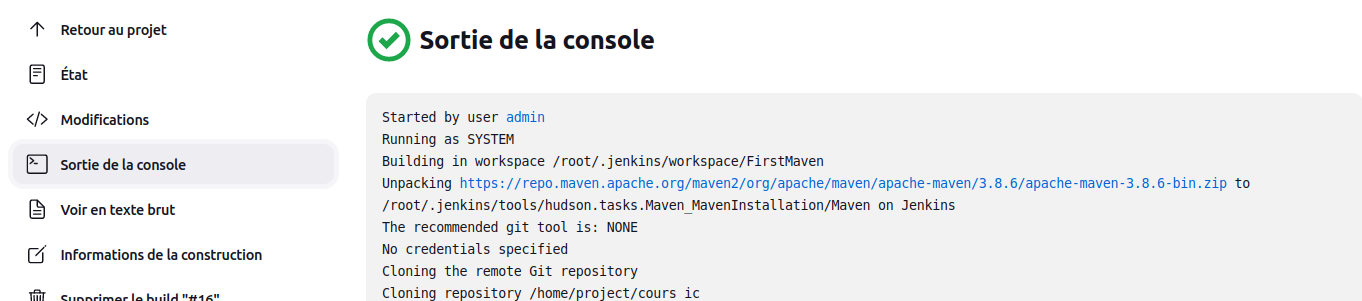 Retour au projet
État
Modifications
Sortie de la console
Voir en texte brut
Informations de la construction
Supprimer le build "#16"
Sortie de la console
Started by user admin
Running as SYSTEM
Building in workspace /root/.jenkins/workspace/FirstMaven
Unpacking https://repo.maven.apache.org/maven2/org/apache/maven/apache-maven/3.8.6/apache-maven-3.8.6-bin.zip to
/root/.jenkins/tools/hudson.tasks.Maven_MavenInstallation/Maven on Jenkins
The recommended git tool is: NONE
No credentials specified
Cloning the remote Git repository
Cloning repository /home/project/cours ic